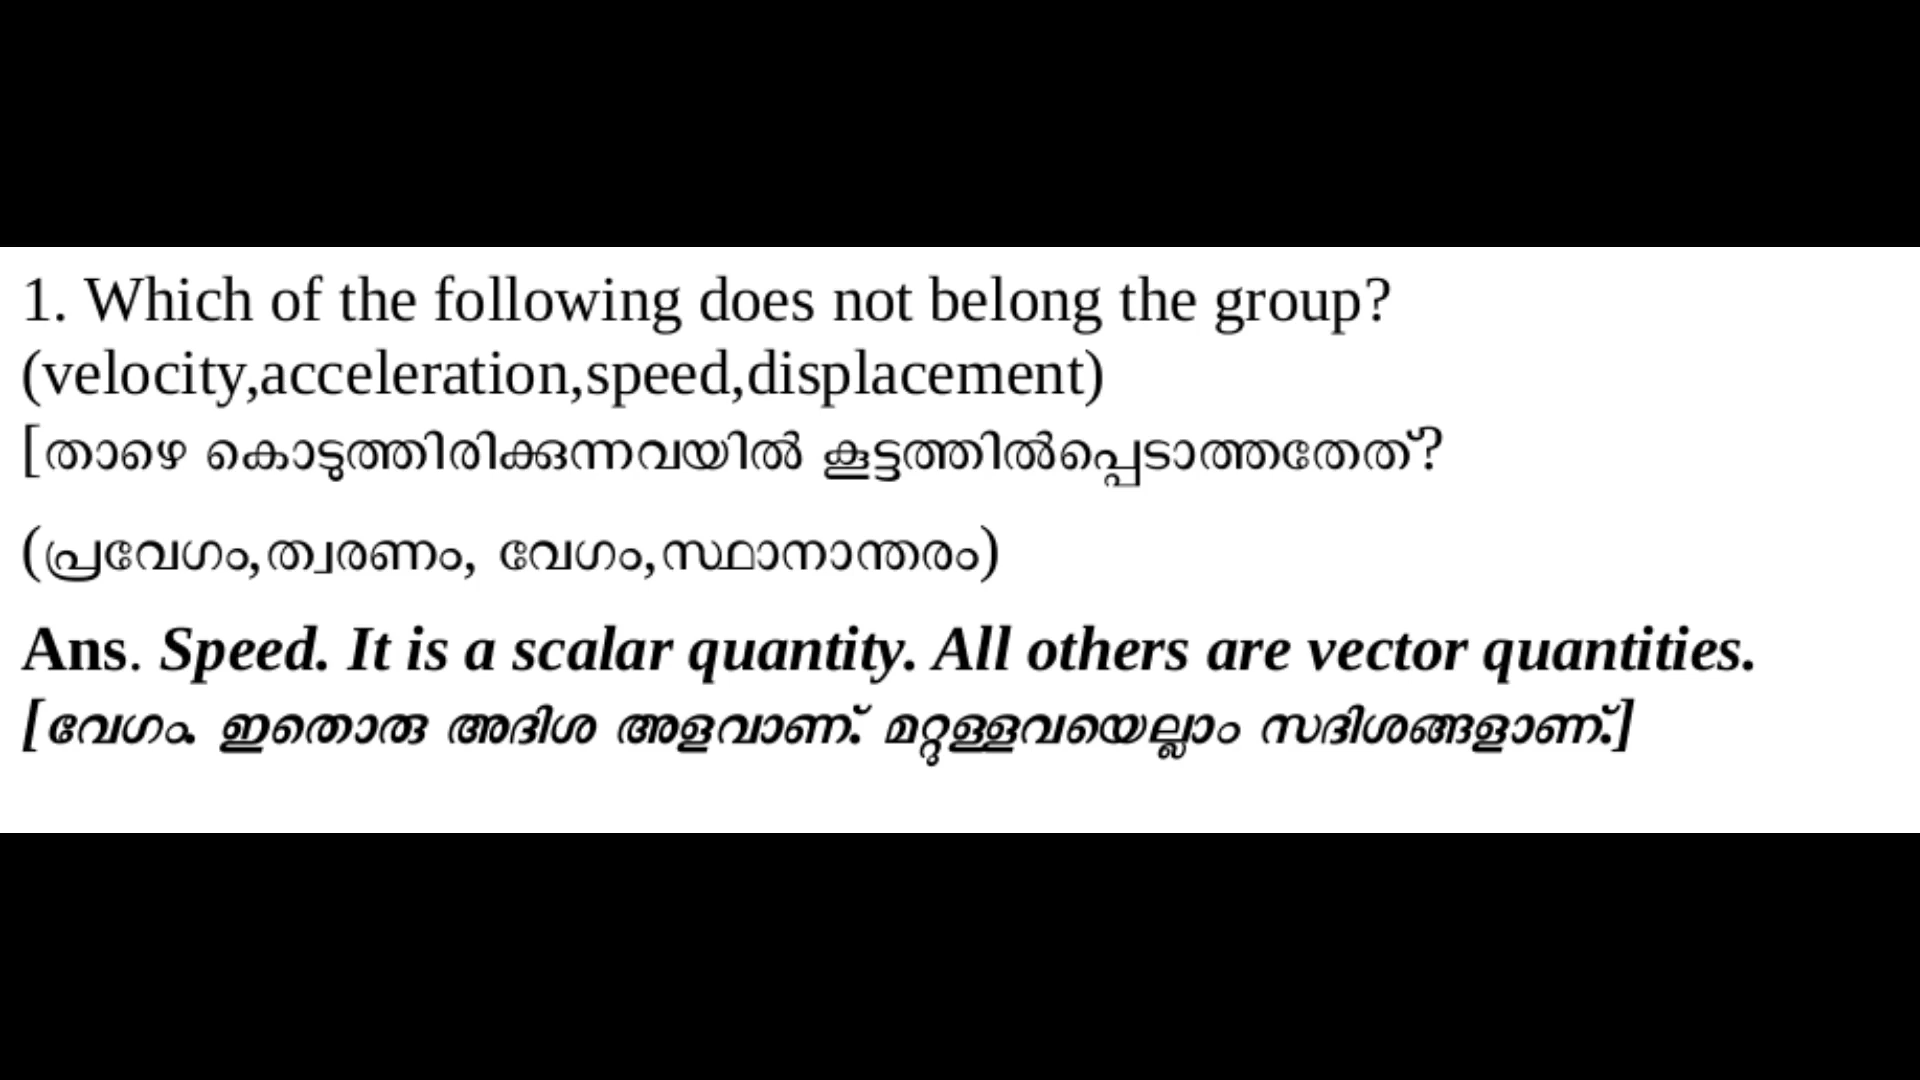 1. Which of the following does not belong the group?
(velocity,acceleration,speed,displacement)
[താഴെ കൊടുത്തിരിക്കുന്നവയിൽ കൂട്ടത്തിൽപ്പെടാത്തതേത്?
(പ്രവേഗം,ത്വരണം, വേഗം,സ്ഥാനാന്തരം)
Ans. Speed. It is a scalar quantity. All others are vector quantities.
[വേഗം. ഇതൊരു അദിശ അളവാണ്. മറ്റുള്ളവയെല്ലാം സദിശങ്ങളാണ്.]